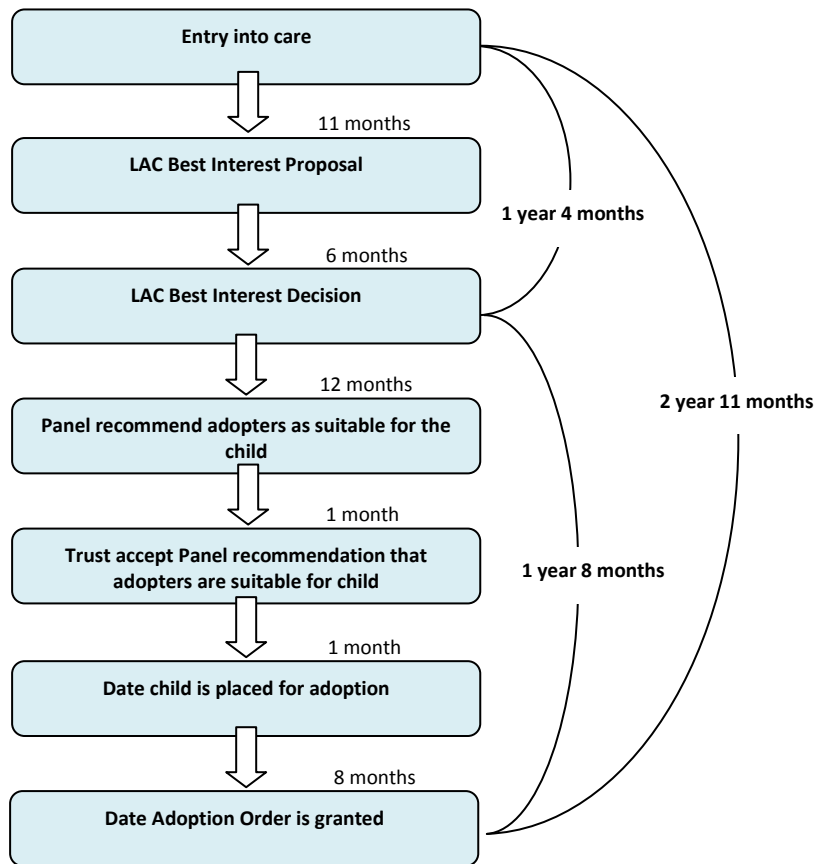 Entry into care
11 months
LAC Best Interest Proposal
1 year 4 months
6 months
LAC Best Interest Decision
12 months
2 year 11 months
Panel recommend adopters as suitable for the
child
1 month
Trust accept Panel recommendation that
adopters are suitable for child
1 year 8 months
1 month
Date child is placed for adoption
8 months
Date Adoption Order is granted